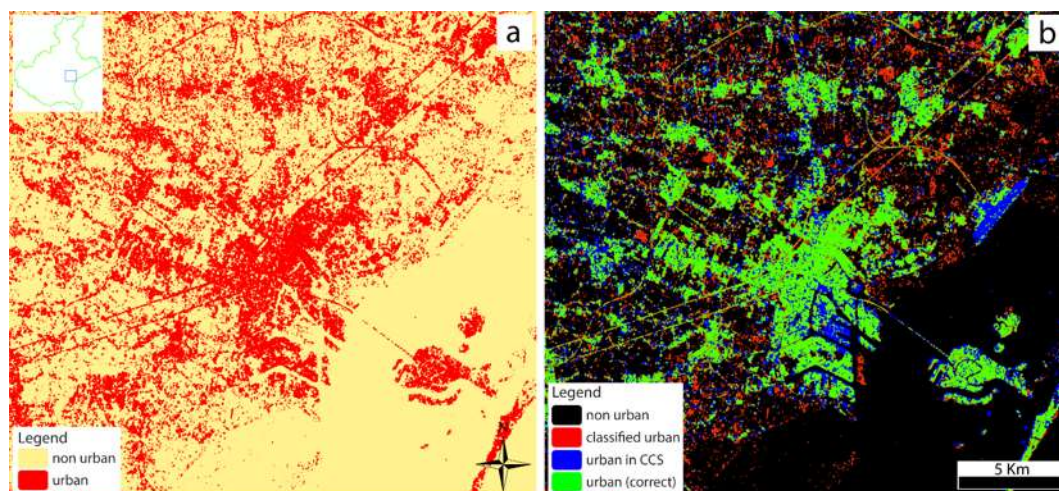 a
Legend
non urban
urban
b
Legend
non urban
classified urban
urban in CCS
urban (correct)
5 Km